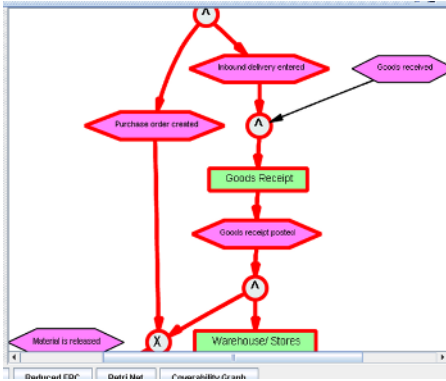 Λ
Inbound delivery entered
Goods received
Purchase order created
Λ
Goods Receipt
Goods receipt posted
Λ
Material is released
X
Warehouse/ Stores
Reduced EPC
Petri Net
Coverability Graph